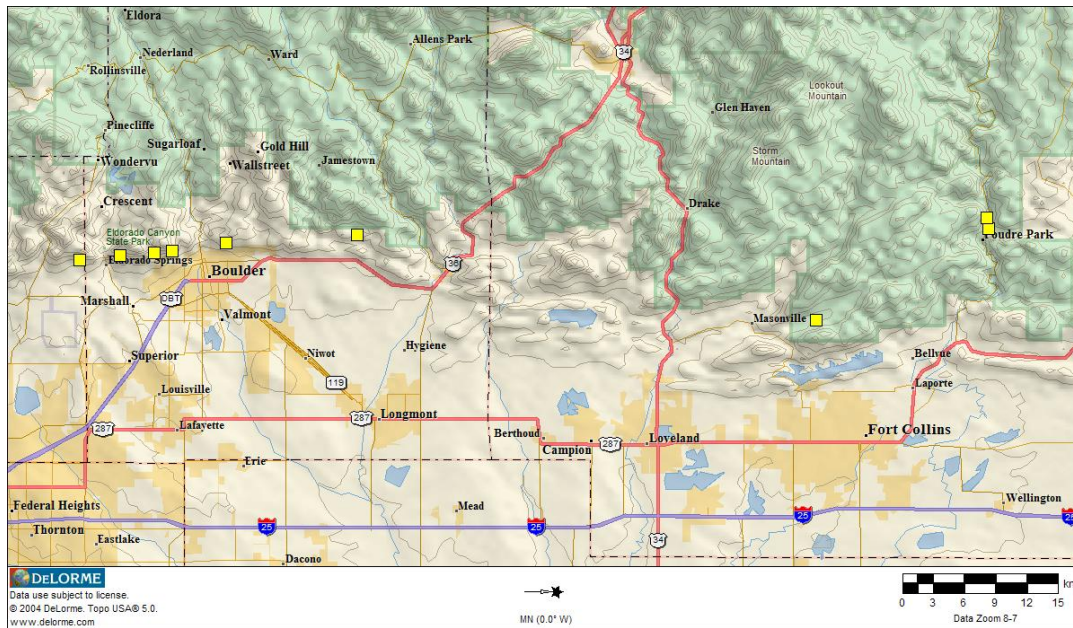 Eldora
Allens Park
34
Nederland
Ward
Rollinsville
Lookout
Mountain
Glen Haven
Pinecliffe
Sugarloaf
Gold Hill
Storm
Mountain
Wondervu
Wallstreet
Jamestown
Crescent
Drake
Eldorado Canyon
State Park
Poudre Park
Eldorado Springs
Boulder
36
Marshall
DBT
Valmont
Masonville
Superior
Niwot
Hygiene
Bellvue
119
Louisville
Laporte
287
Longmont
Lafayette
287
Fort Collins
Berthoud
Campion
287
Loveland
Erie
Federal Heights
Mead
Wellington
Thornton
25
25
25
25
Eastlake
34
Dacono
DELORME
Data use subject to license.
© 2004 DeLorme. Topo USA® 5.0.
www.delorme.com
MN (0.0° W)
km
0 3 6 9 12 15
Data Zoom 8-7